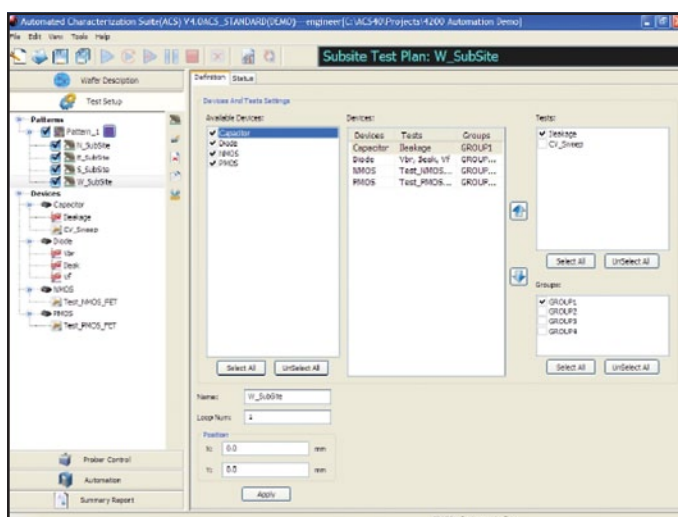 Automated Characterization Suite(ACS) V4.0ACS_STANDARD(DEMO)---engineer[C:\ACS40\Projects\4200 Automation Demo]
File Edit View Tools Help
Subsite Test Plan: W_SubSite
Wafer Description
Test Setup
Patterns
Pattern_1
N_SubSite
E_SubSite
S_SubSite
W_SubSite
Devices
Capacitor
Ileakage
CV_Sweep
Diode
Vbr
Ileak
Vf
NMOS
Test_NMOS_FET
PMOS
Test_PMOS_FET
Prober Control
Automation
Summary Report
Definition Status
Devices And Tests Settings
Available Devices:
Capacitor
Diode
NMOS
PMOS
Select All UnSelect All
Devices:
Devices Tests Groups
Capacitor Ileakage GROUP1
Diode Vbr, Ileak, Vf GROUP...
NMOS Test_NMOS... GROUP...
PMOS Test_PMOS... GROUP...
Tests:
Ileakage
CV_Sweep
Select All UnSelect All
Groups:
GROUP1
GROUP2
GROUP3
GROUP4
Select All UnSelect All
Name: W_SubSite
Loop Num: 1
Position
X: 0.0 mm
Y: 0.0 mm
Apply